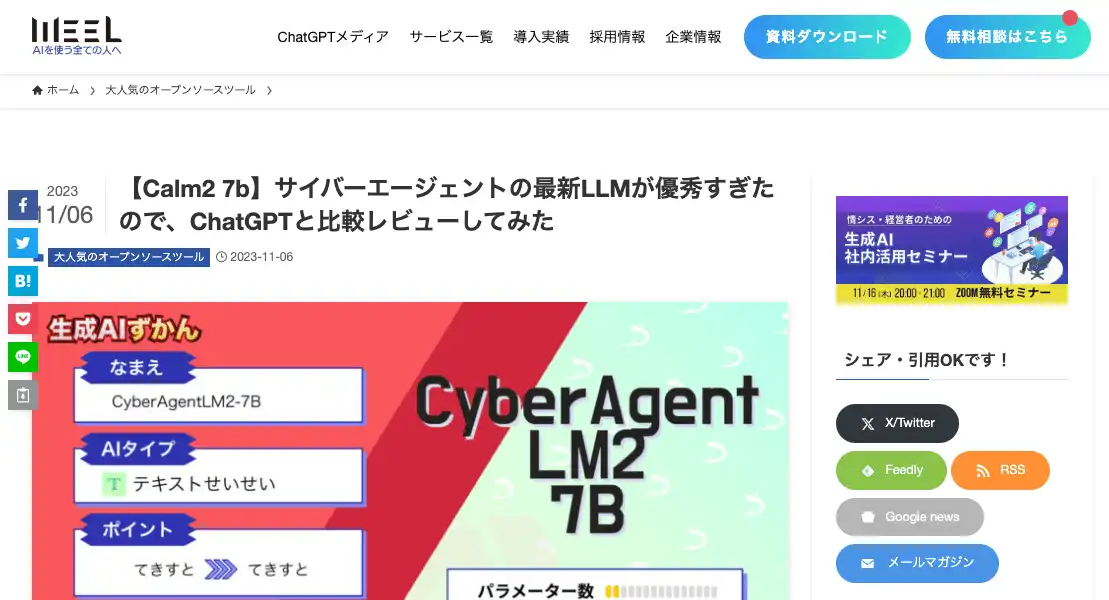 WEEL
AIを使う全ての人へ
ChatGPTメディア サービス一覧 導入実績 採用情報 企業情報 資料ダウンロード 無料相談はこちら
ホーム 大人気のオープンソースツール
2023
11/06
【Calm2 7b】サイバーエージェントの最新LLMが優秀すぎた
ので、ChatGPTと比較レビューしてみた
大人気のオープンソースツール 2023-11-06
B!
LINE
生成AIずかん
なまえ
CyberAgentLM2-7B
AIタイプ
T テキストせいせい
ポイント
てきすと てきすと
CyberAgent
LM2
7B
パラメーター数
情シス・経営者のための
生成AI
社内活用セミナー
11/16(木) 20:00-21:00 ZOOM無料セミナー
シェア・引用OKです！
X/Twitter
Feedly RSS
Google news
メールマガジン